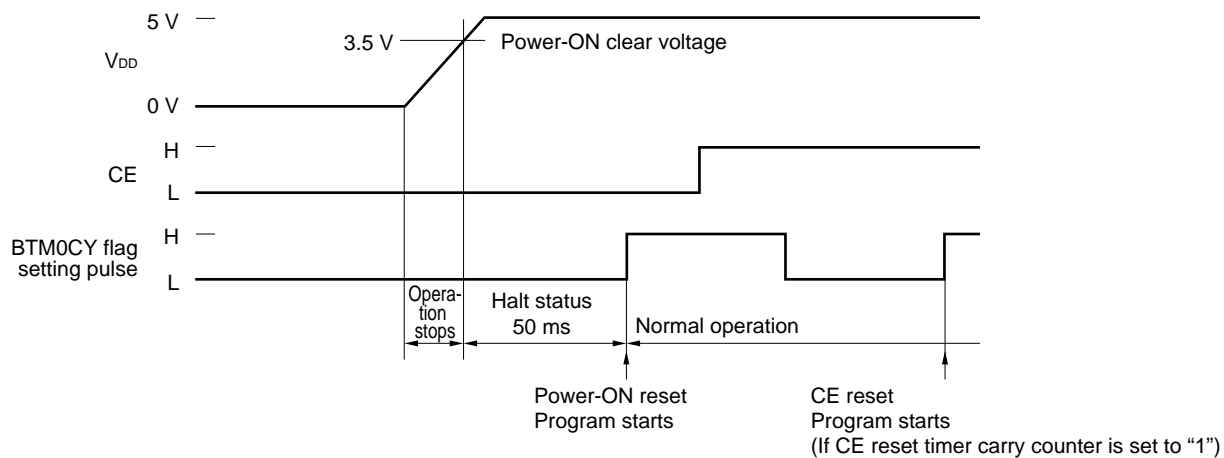 5 V
3.5 V
Power-ON clear voltage
VDD
0 V
H
CE
L
BTM0CY flag
setting pulse
H
L
Opera-
tion
stops
Halt status
50 ms
Normal operation
Power-ON reset
Program starts
CE reset
Program starts
(If CE reset timer carry counter is set to “1”)